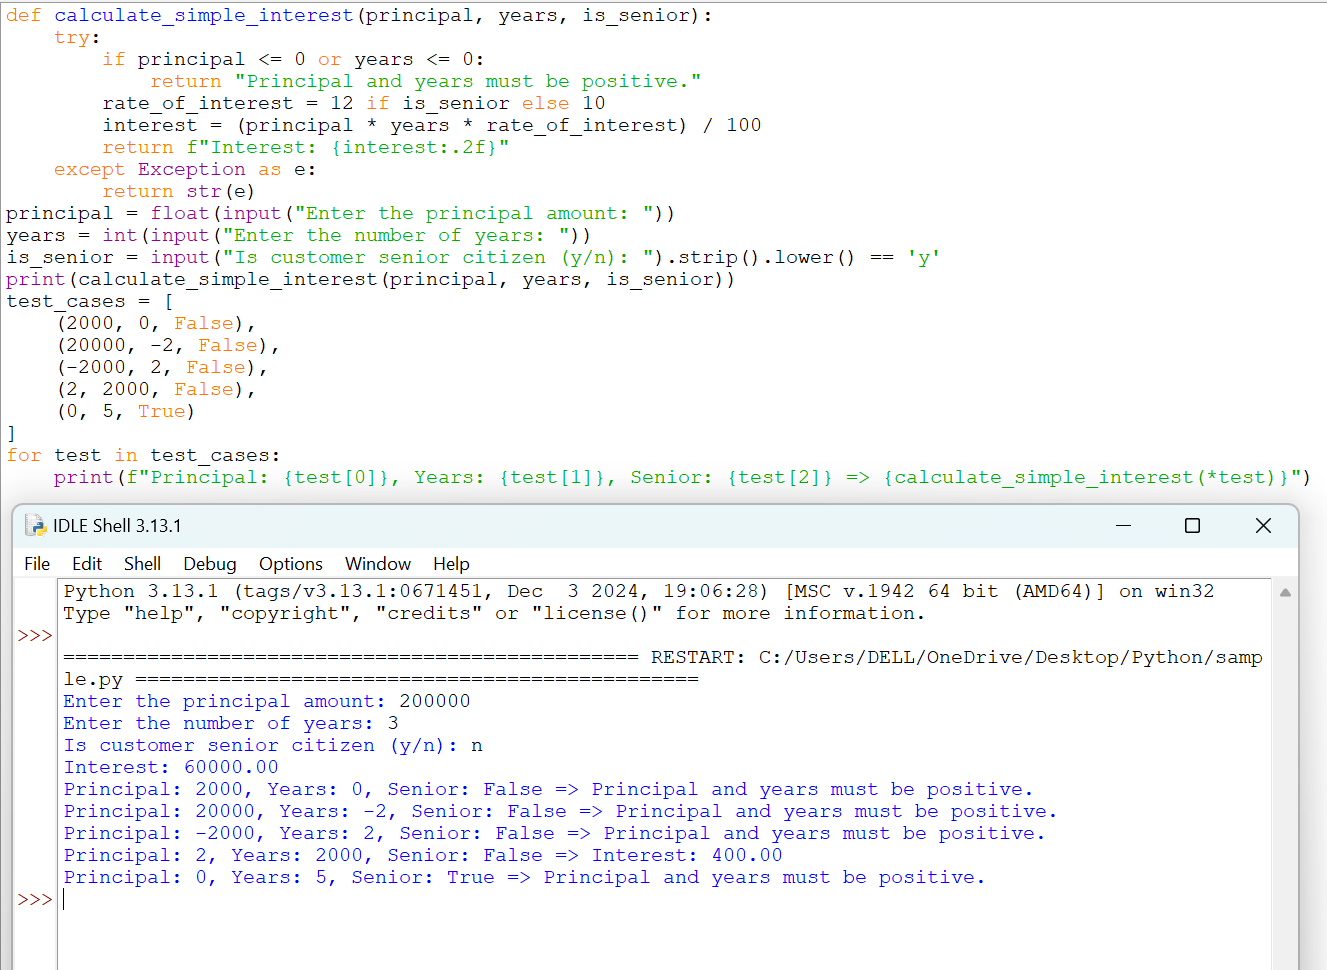 def calculate_simple_interest(principal, years, is_senior):
    try:
        if principal <= 0 or years <= 0:
            return "Principal and years must be positive."
        rate_of_interest = 12 if is_senior else 10
        interest = (principal * years * rate_of_interest) / 100
        return f"Interest: {interest:.2f}"
    except Exception as e:
        return str(e)
principal = float(input("Enter the principal amount: "))
years = int(input("Enter the number of years: "))
is_senior = input("Is customer senior citizen (y/n): ").strip().lower() == 'y'
print(calculate_simple_interest(principal, years, is_senior))
test_cases = [
    (2000, 0, False),
    (20000, -2, False),
    (-2000, 2, False),
    (2, 2000, False),
    (0, 5, True)
]
for test in test_cases:
    print(f"Principal: {test[0]}, Years: {test[1]}, Senior: {test[2]} => {calculate_simple_interest(*test)}")
IDLE Shell 3.13.1
File Edit Shell Debug Options Window Help
Python 3.13.1 (tags/v3.13.1:0671451, Dec  3 2024, 19:06:28) [MSC v.1942 64 bit (AMD64)] on win32
Type "help", "copyright", "credits" or "license()" for more information.
>>>
================================================ RESTART: C:/Users/DELL/OneDrive/Desktop/Python/samp
le.py ===============================================
Enter the principal amount: 200000
Enter the number of years: 3
Is customer senior citizen (y/n): n
Interest: 60000.00
Principal: 2000, Years: 0, Senior: False => Principal and years must be positive.
Principal: 20000, Years: -2, Senior: False => Principal and years must be positive.
Principal: -2000, Years: 2, Senior: False => Principal and years must be positive.
Principal: 2, Years: 2000, Senior: False => Interest: 400.00
Principal: 0, Years: 5, Senior: True => Principal and years must be positive.
>>>